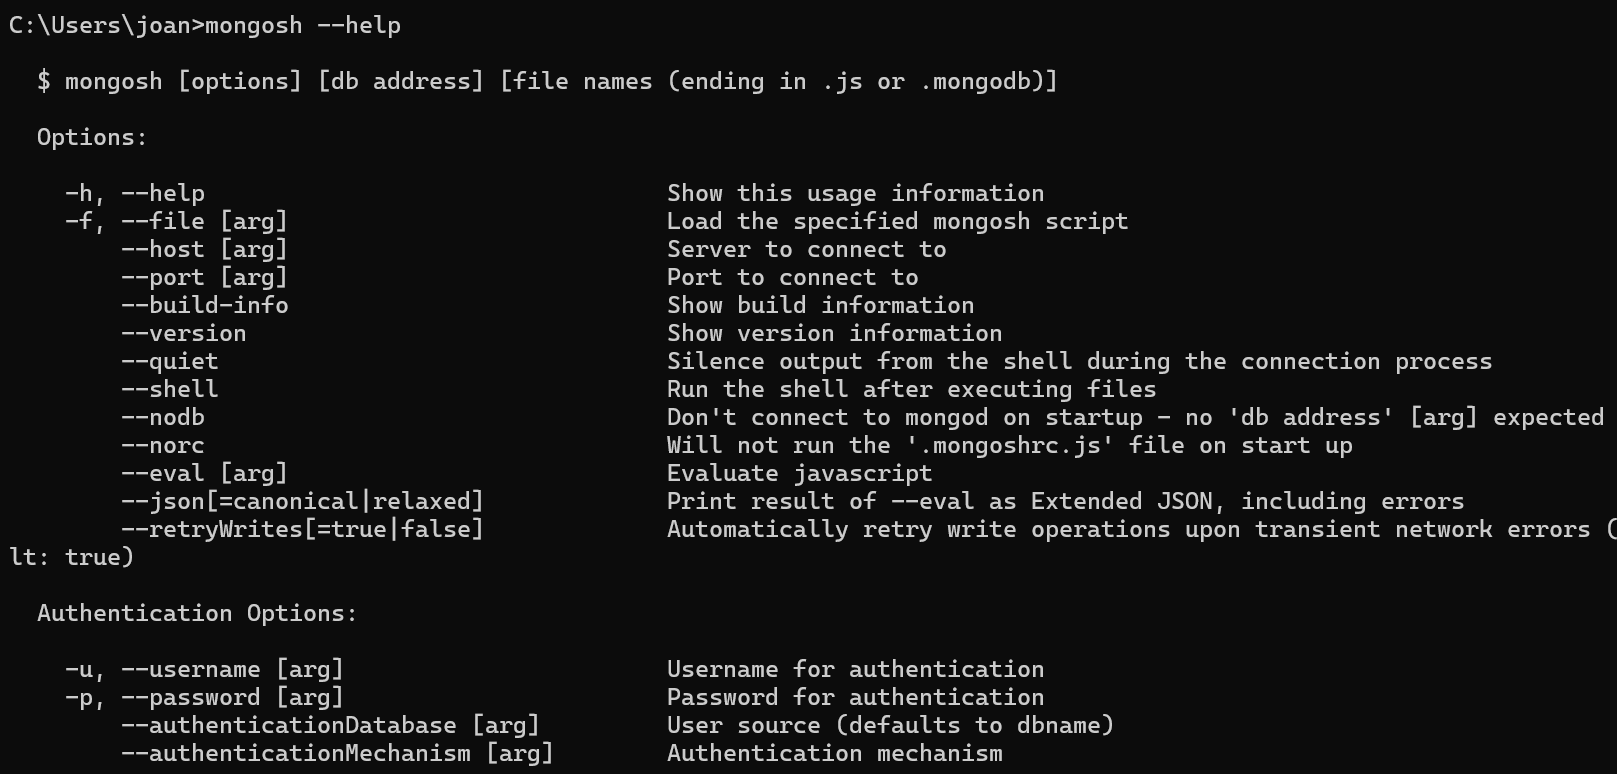 C:\Users\joan>mongosh --help
$ mongosh [options] [db address] [file names (ending in .js or .mongodb)]
Options:
-h, --help Show this usage information
-f, --file [arg] Load the specified mongosh script
--host [arg] Server to connect to
--port [arg] Port to connect to
--build-info Show build information
--version Show version information
--quiet Silence output from the shell during the connection process
--shell Run the shell after executing files
--nodb Don't connect to mongod on startup - no 'db address' [arg] expected
--norc Will not run the '.mongoshrc.js' file on start up
--eval [arg] Evaluate javascript
--json[=canonical|relaxed] Print result of --eval as Extended JSON, including errors
--retryWrites[=true|false] Automatically retry write operations upon transient network errors (
lt: true)
Authentication Options:
-u, --username [arg] Username for authentication
-p, --password [arg] Password for authentication
--authenticationDatabase [arg] User source (defaults to dbname)
--authenticationMechanism [arg] Authentication mechanism